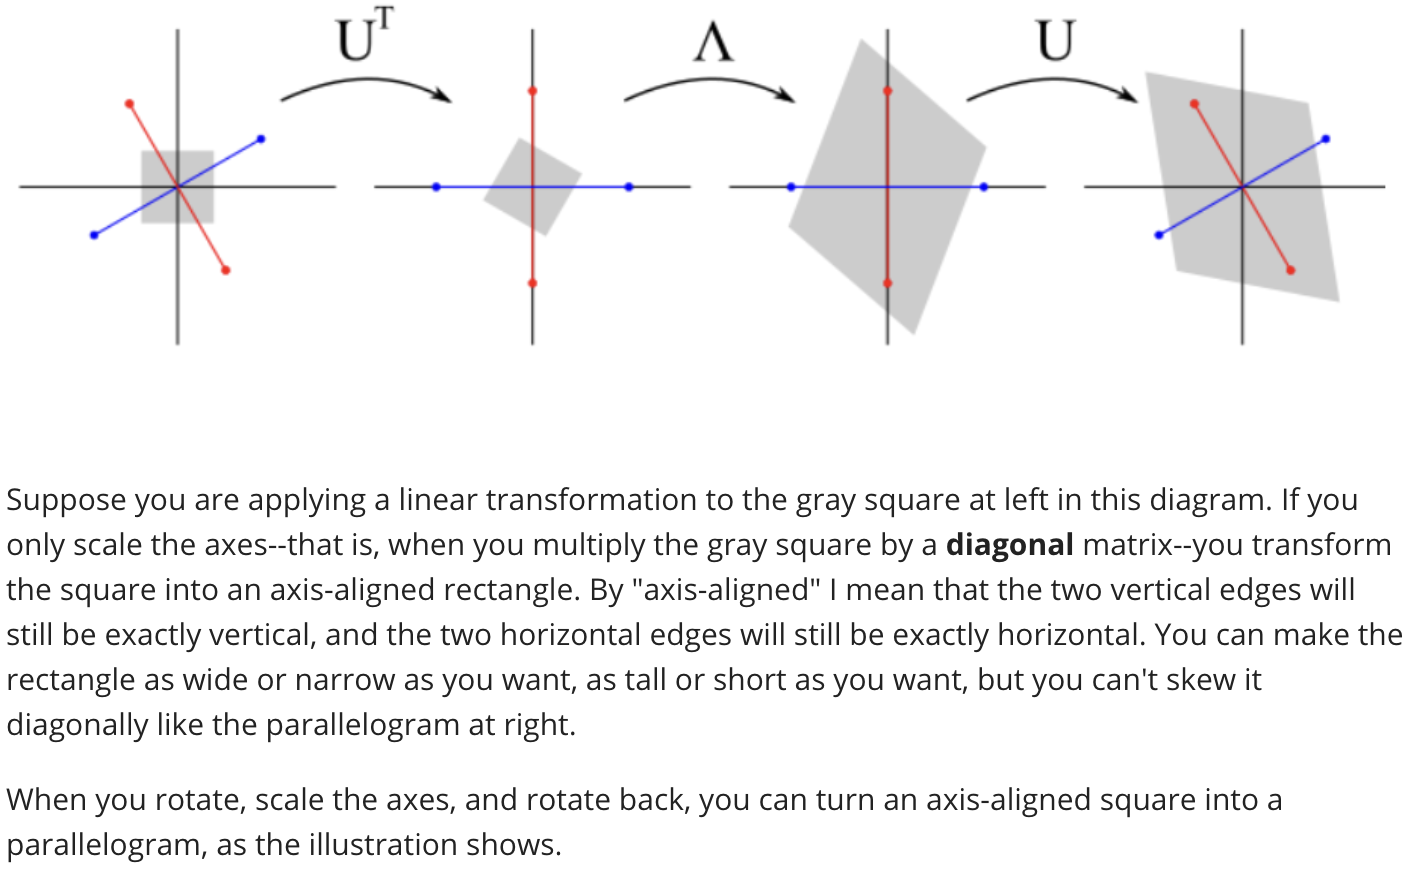 Uᵀ Λ U
Suppose you are applying a linear transformation to the gray square at left in this diagram. If you
only scale the axes--that is, when you multiply the gray square by a diagonal matrix--you transform
the square into an axis-aligned rectangle. By "axis-aligned" I mean that the two vertical edges will
still be exactly vertical, and the two horizontal edges will still be exactly horizontal. You can make the
rectangle as wide or narrow as you want, as tall or short as you want, but you can't skew it
diagonally like the parallelogram at right.
When you rotate, scale the axes, and rotate back, you can turn an axis-aligned square into a
parallelogram, as the illustration shows.